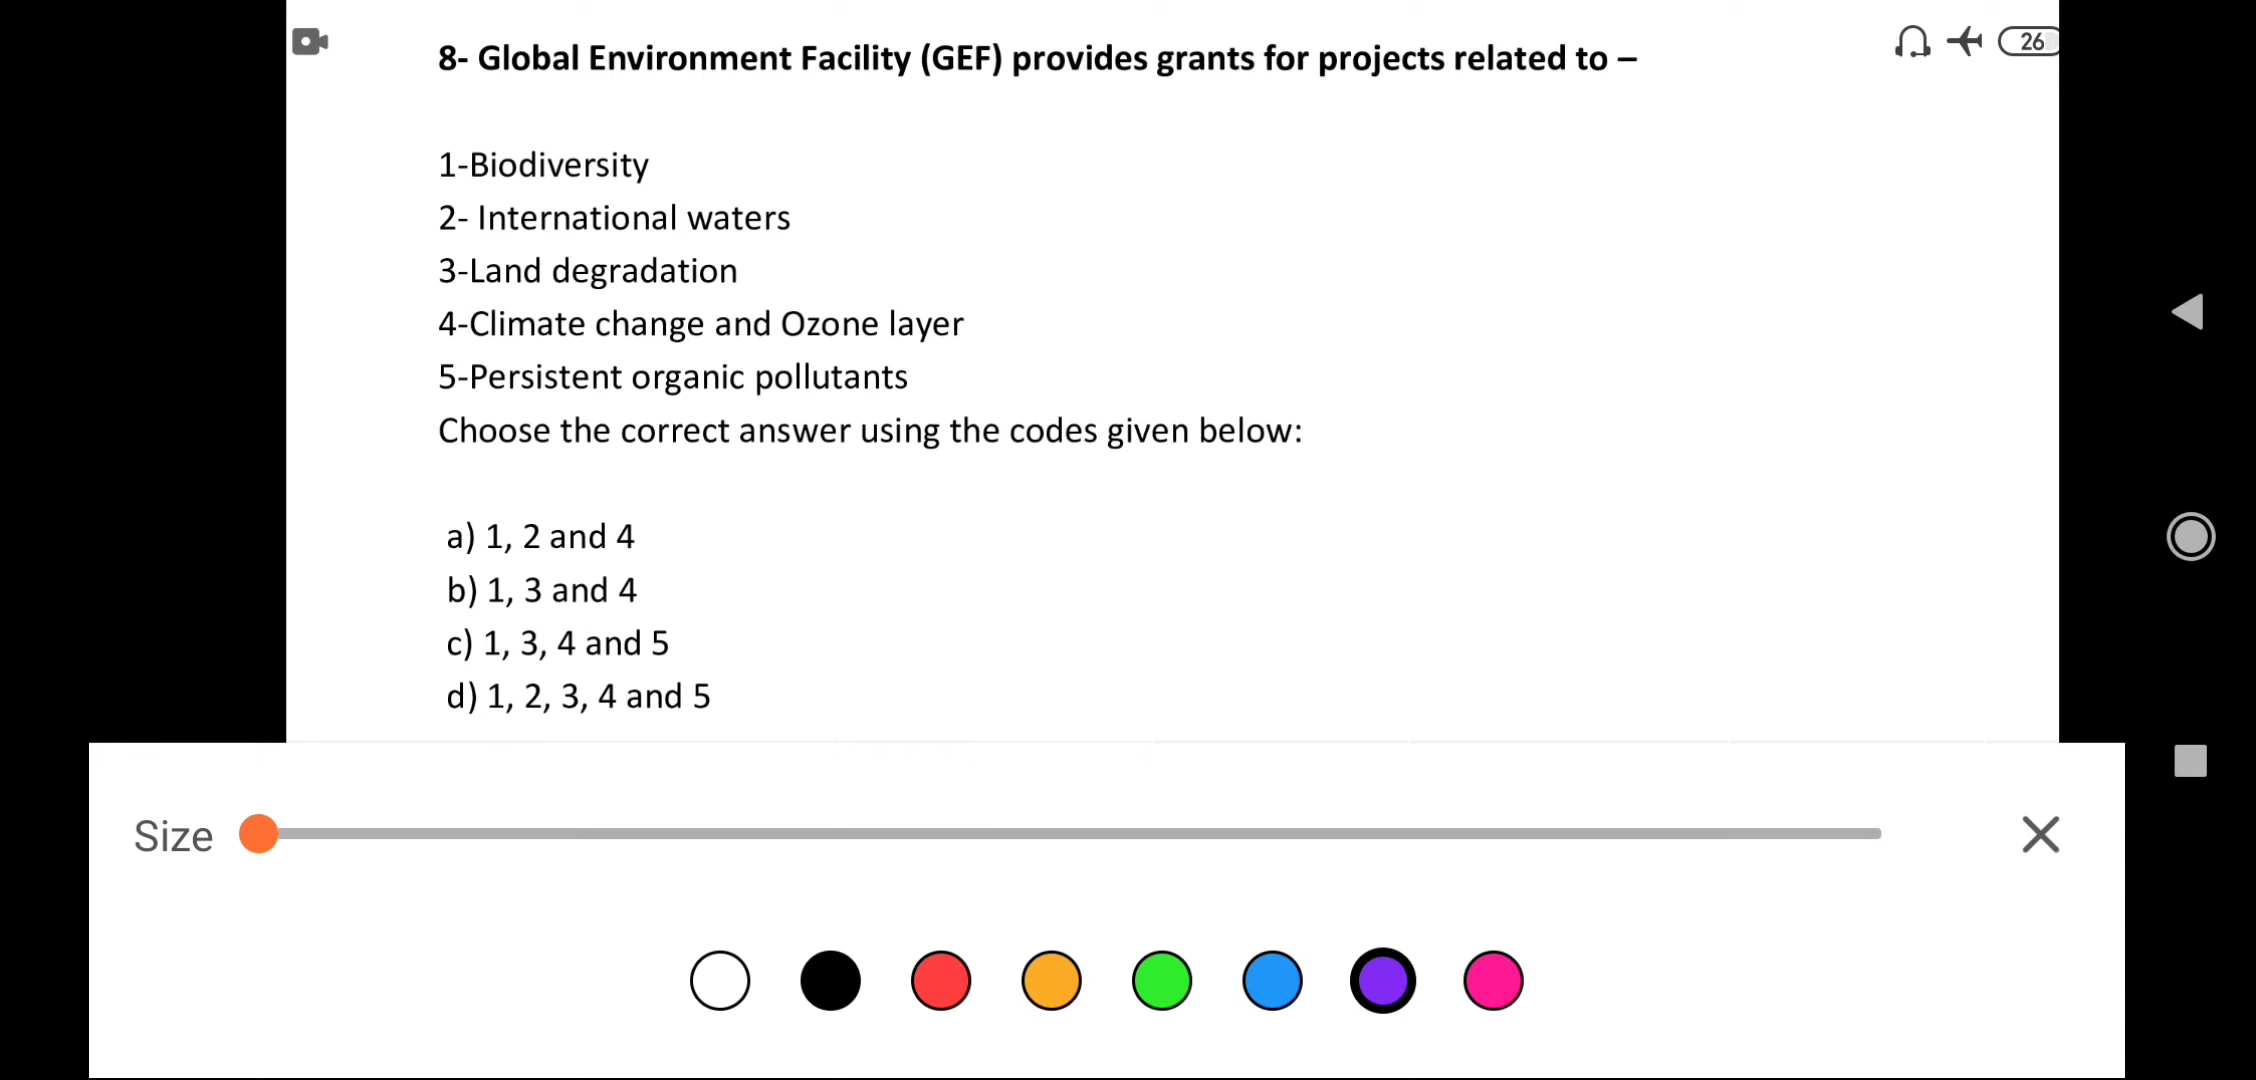 8- Global Environment Facility (GEF) provides grants for projects related to –
26
1-Biodiversity
2- International waters
3-Land degradation
4-Climate change and Ozone layer
5-Persistent organic pollutants
Choose the correct answer using the codes given below:
a) 1, 2 and 4
b) 1, 3 and 4
c) 1, 3, 4 and 5
d) 1, 2, 3, 4 and 5
Size